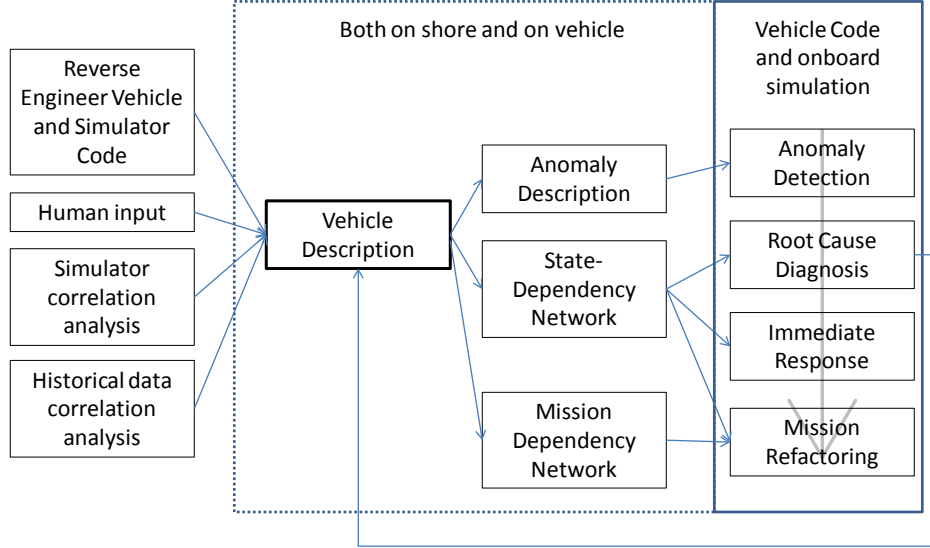 Both on shore and on vehicle
Vehicle Code
and onboard
simulation
Reverse
Engineer Vehicle
and Simulator
Code
Human input
Simulator
correlation
analysis
Historical data
correlation
analysis
Vehicle
Description
Anomaly
Description
State-
Dependency
Network
Mission
Dependency
Network
Anomaly
Detection
Root Cause
Diagnosis
Immediate
Response
Mission
Refactoring